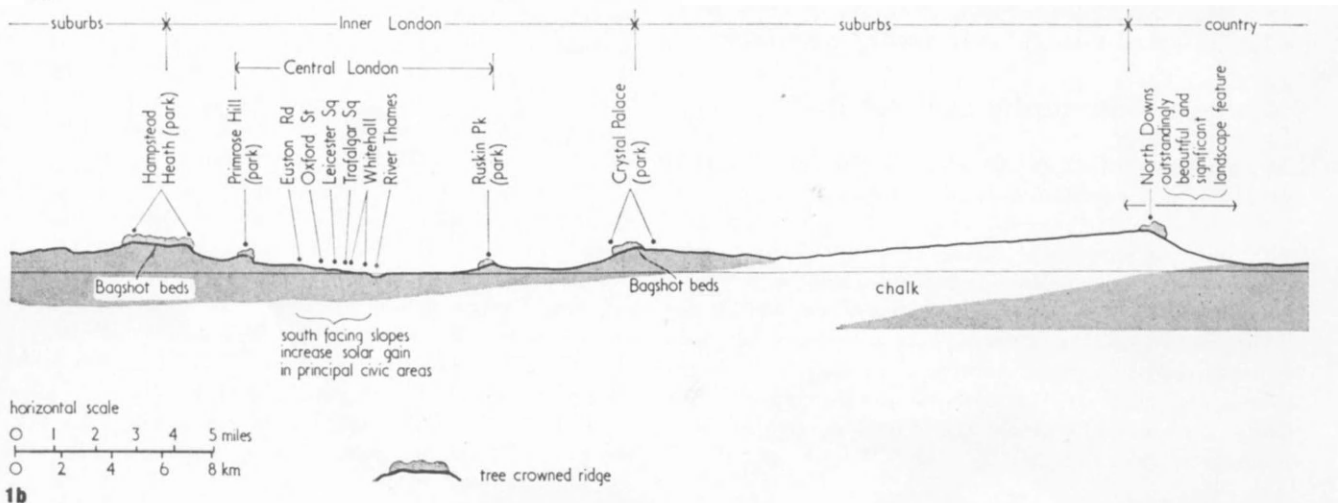 suburbs
Inner London
suburbs
country
Central London
Hampstead
Heath (park)
Primrose Hill
(park)
Euston Rd
Oxford St
Leicester Sq
Trafalgar Sq
Whitehall
River Thames
Ruskin Pk
(park)
Crystal Palace
(park)
North Downs
outstandingly
beautiful and
significant
landscape feature
Bagshot beds
Bagshot beds
chalk
south facing slopes
increase solar gain
in principal civic areas
horizontal scale
0 1 2 3 4 5 miles
0 2 4 6 8 km
tree crowned ridge
1b